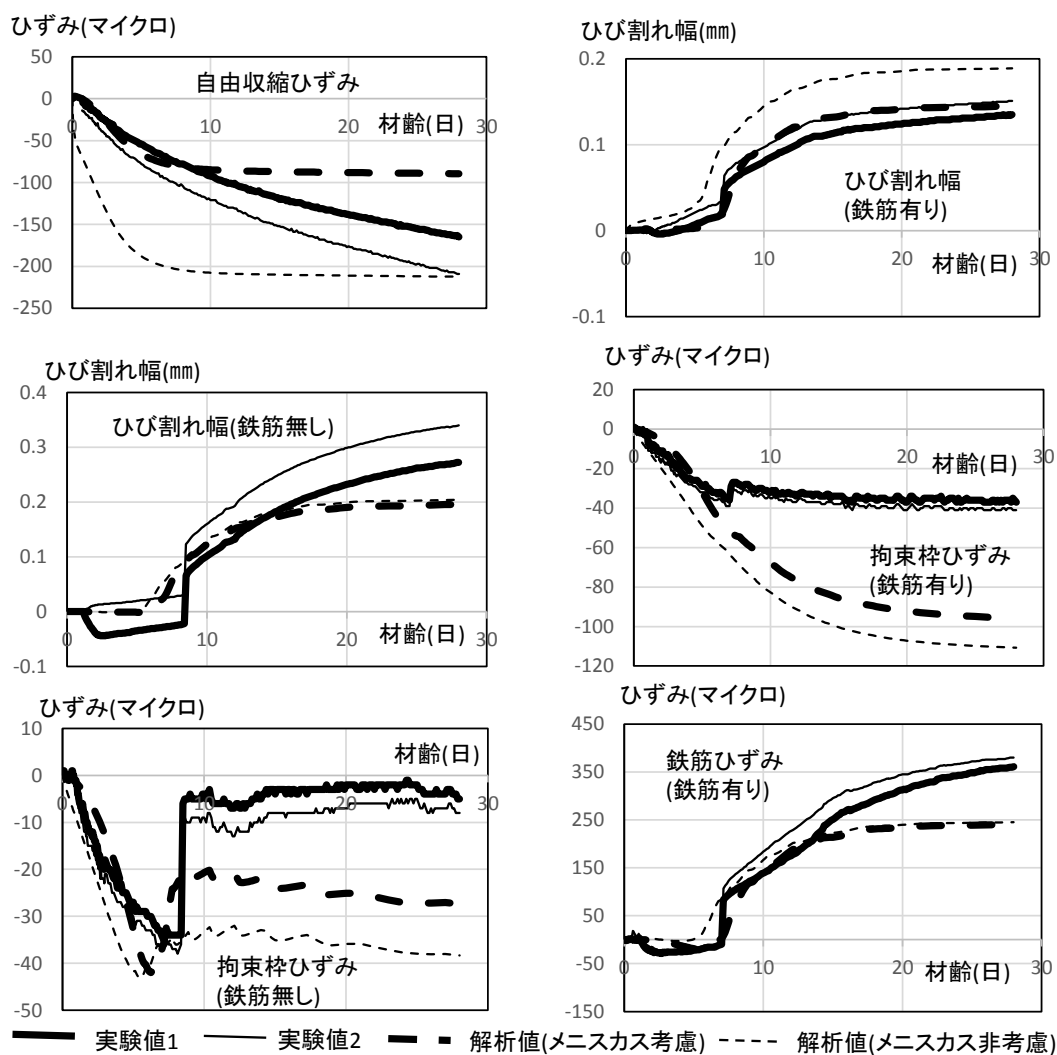 ひずみ(マイクロ)
50
0
-50
-100
-150
-200
-250
0
10
20
30
自由収縮ひずみ
材齢(日)
ひび割れ幅(㎜)
0.2
0.1
0
-0.1
0
10
20
30
ひび割れ幅
(鉄筋有り)
材齢(日)
ひび割れ幅(㎜)
0.4
0.3
0.2
0.1
0
-0.1
0
10
20
30
ひび割れ幅(鉄筋無し)
材齢(日)
ひずみ(マイクロ)
20
0
-20
-40
-60
-80
-100
-120
0
10
20
30
材齢(日)
拘束枠ひずみ
(鉄筋有り)
ひずみ(マイクロ)
10
0
-10
-20
-30
-40
-50
0
10
20
30
材齢(日)
拘束枠ひずみ
(鉄筋無し)
ひずみ(マイクロ)
450
350
250
150
50
-50
-150
0
10
20
30
鉄筋ひずみ
(鉄筋有り)
材齢(日)
実験値1 実験値2 解析値(メニスカス考慮) 解析値(メニスカス非考慮)